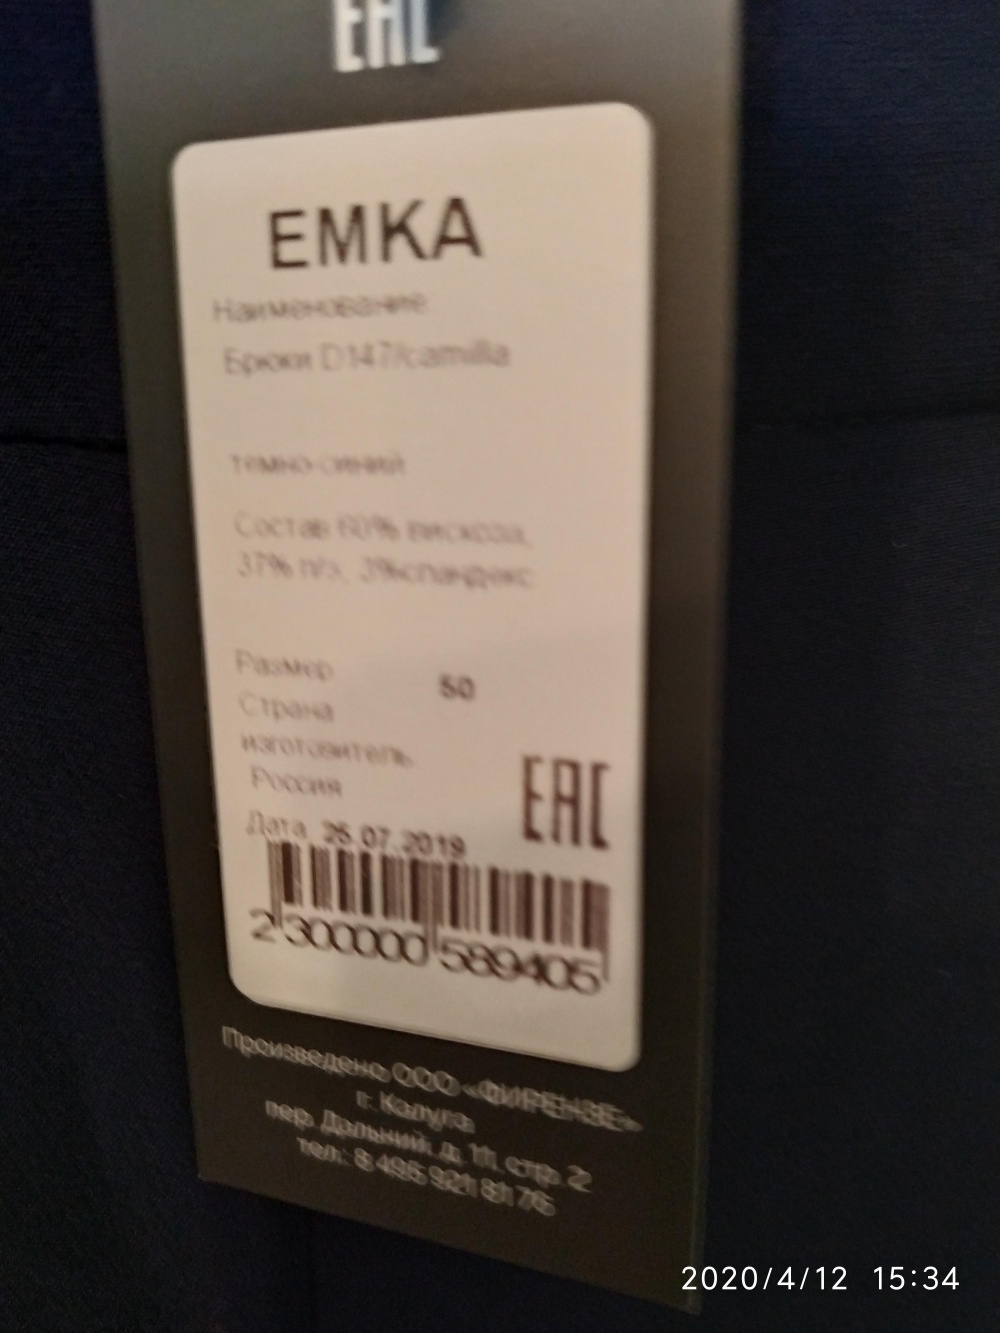 EAC
EMKA
Наименование
Брюки D147/camilla
темно-синий
Состав 60% вискоза,
37% п/э, 3%спандекс
Размер
50
Страна
изготовитель
Россия
EAC
Дата 25.07.2019
2 300000 589405
Произведено ООО «ФИРЕНЗЕ»
г. Калуга
пер. Дальний, д. 11, стр. 2
тел.: 8 495 921 81 76
2020/4/12 15:34